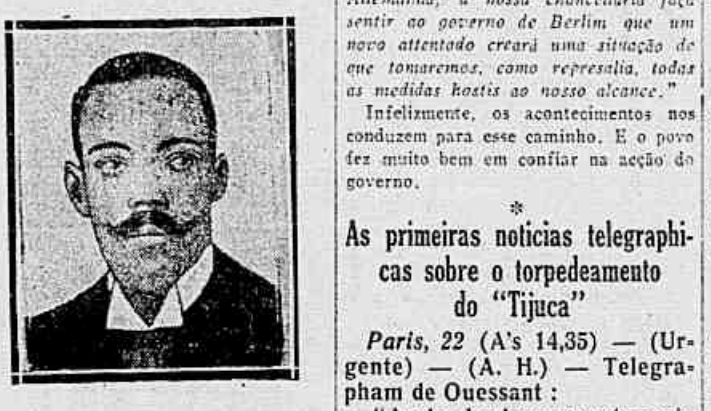 Allemanha, a nossa chancellaria faça
sentir ao governo de Berlim que um
novo attentado creará uma situação de
que tomaremos, como represalia, todas
as medidas hostis ao nosso alcance."
Infelizmente, os acontecimentos nos
conduzem para esse caminho. E o povo
fez muito bem em confiar na acção do
governo.
*
As primeiras noticias telegraphi-
cas sobre o torpedeamento
do "Tijuca"
Paris, 22 (A's 14,35) — (Ur-
gente) — (A. H.) — Telegra-
pham de Ouessant :